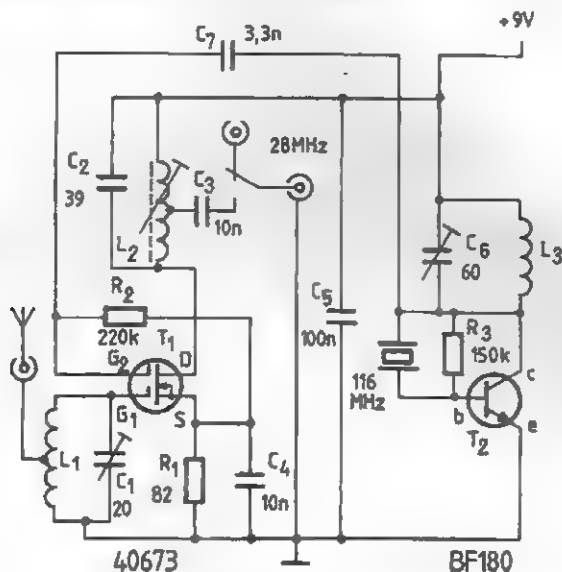 +9V
C7 3,3n
C2 39
28MHz
C3 10n
L2
C6 60
L3
R2 220k
C5 100n
R3 150k
T1
G2
D
G1
S
116 MHz
b
c
e
T2
L1
C1 20
R1 82
C4 10n
40673
BF180